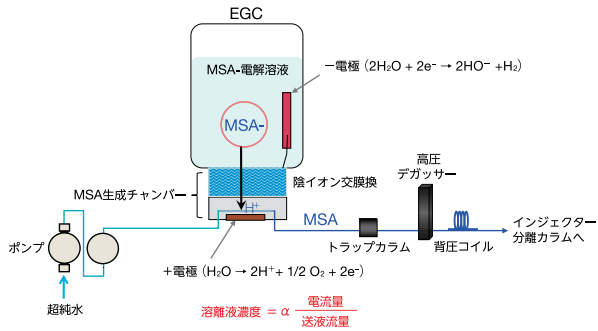 EGC
MSA-電解溶液
−電極 (2H₂O + 2e⁻ → 2HO⁻ +H₂)
MSA-
MSA生成チャンバー
陰イオン交膜換
H⁺
MSA
高圧
デガッサー
ポンプ
トラップカラム
背圧コイル
インジェクター
分離カラムへ
+電極 (H₂O → 2H⁺+ 1/2 O₂ + 2e⁻)
超純水
溶離液濃度 = α 電流量
送液流量